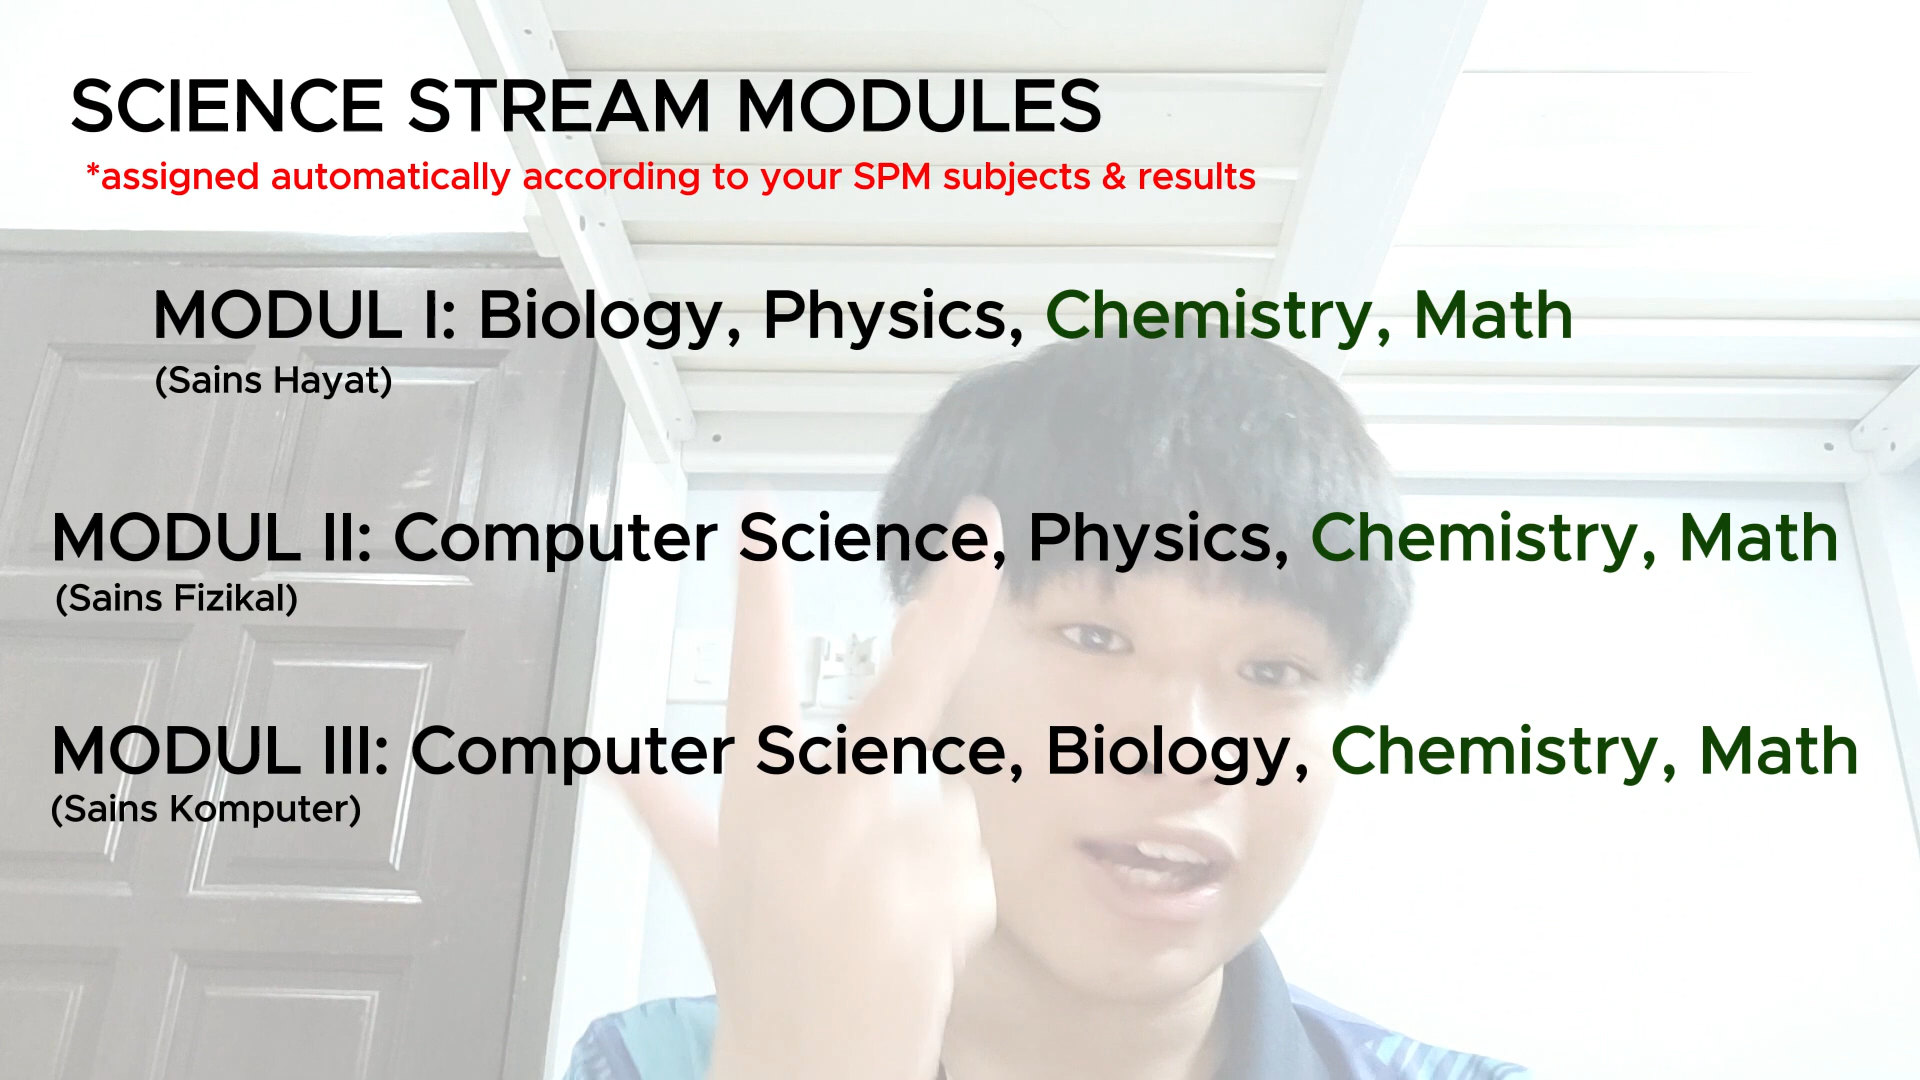 SCIENCE STREAM MODULES
*assigned automatically according to your SPM subjects & results
MODUL I: Biology, Physics, Chemistry, Math
(Sains Hayat)
MODUL II: Computer Science, Physics, Chemistry, Math
(Sains Fizikal)
MODUL III: Computer Science, Biology, Chemistry, Math
(Sains Komputer)